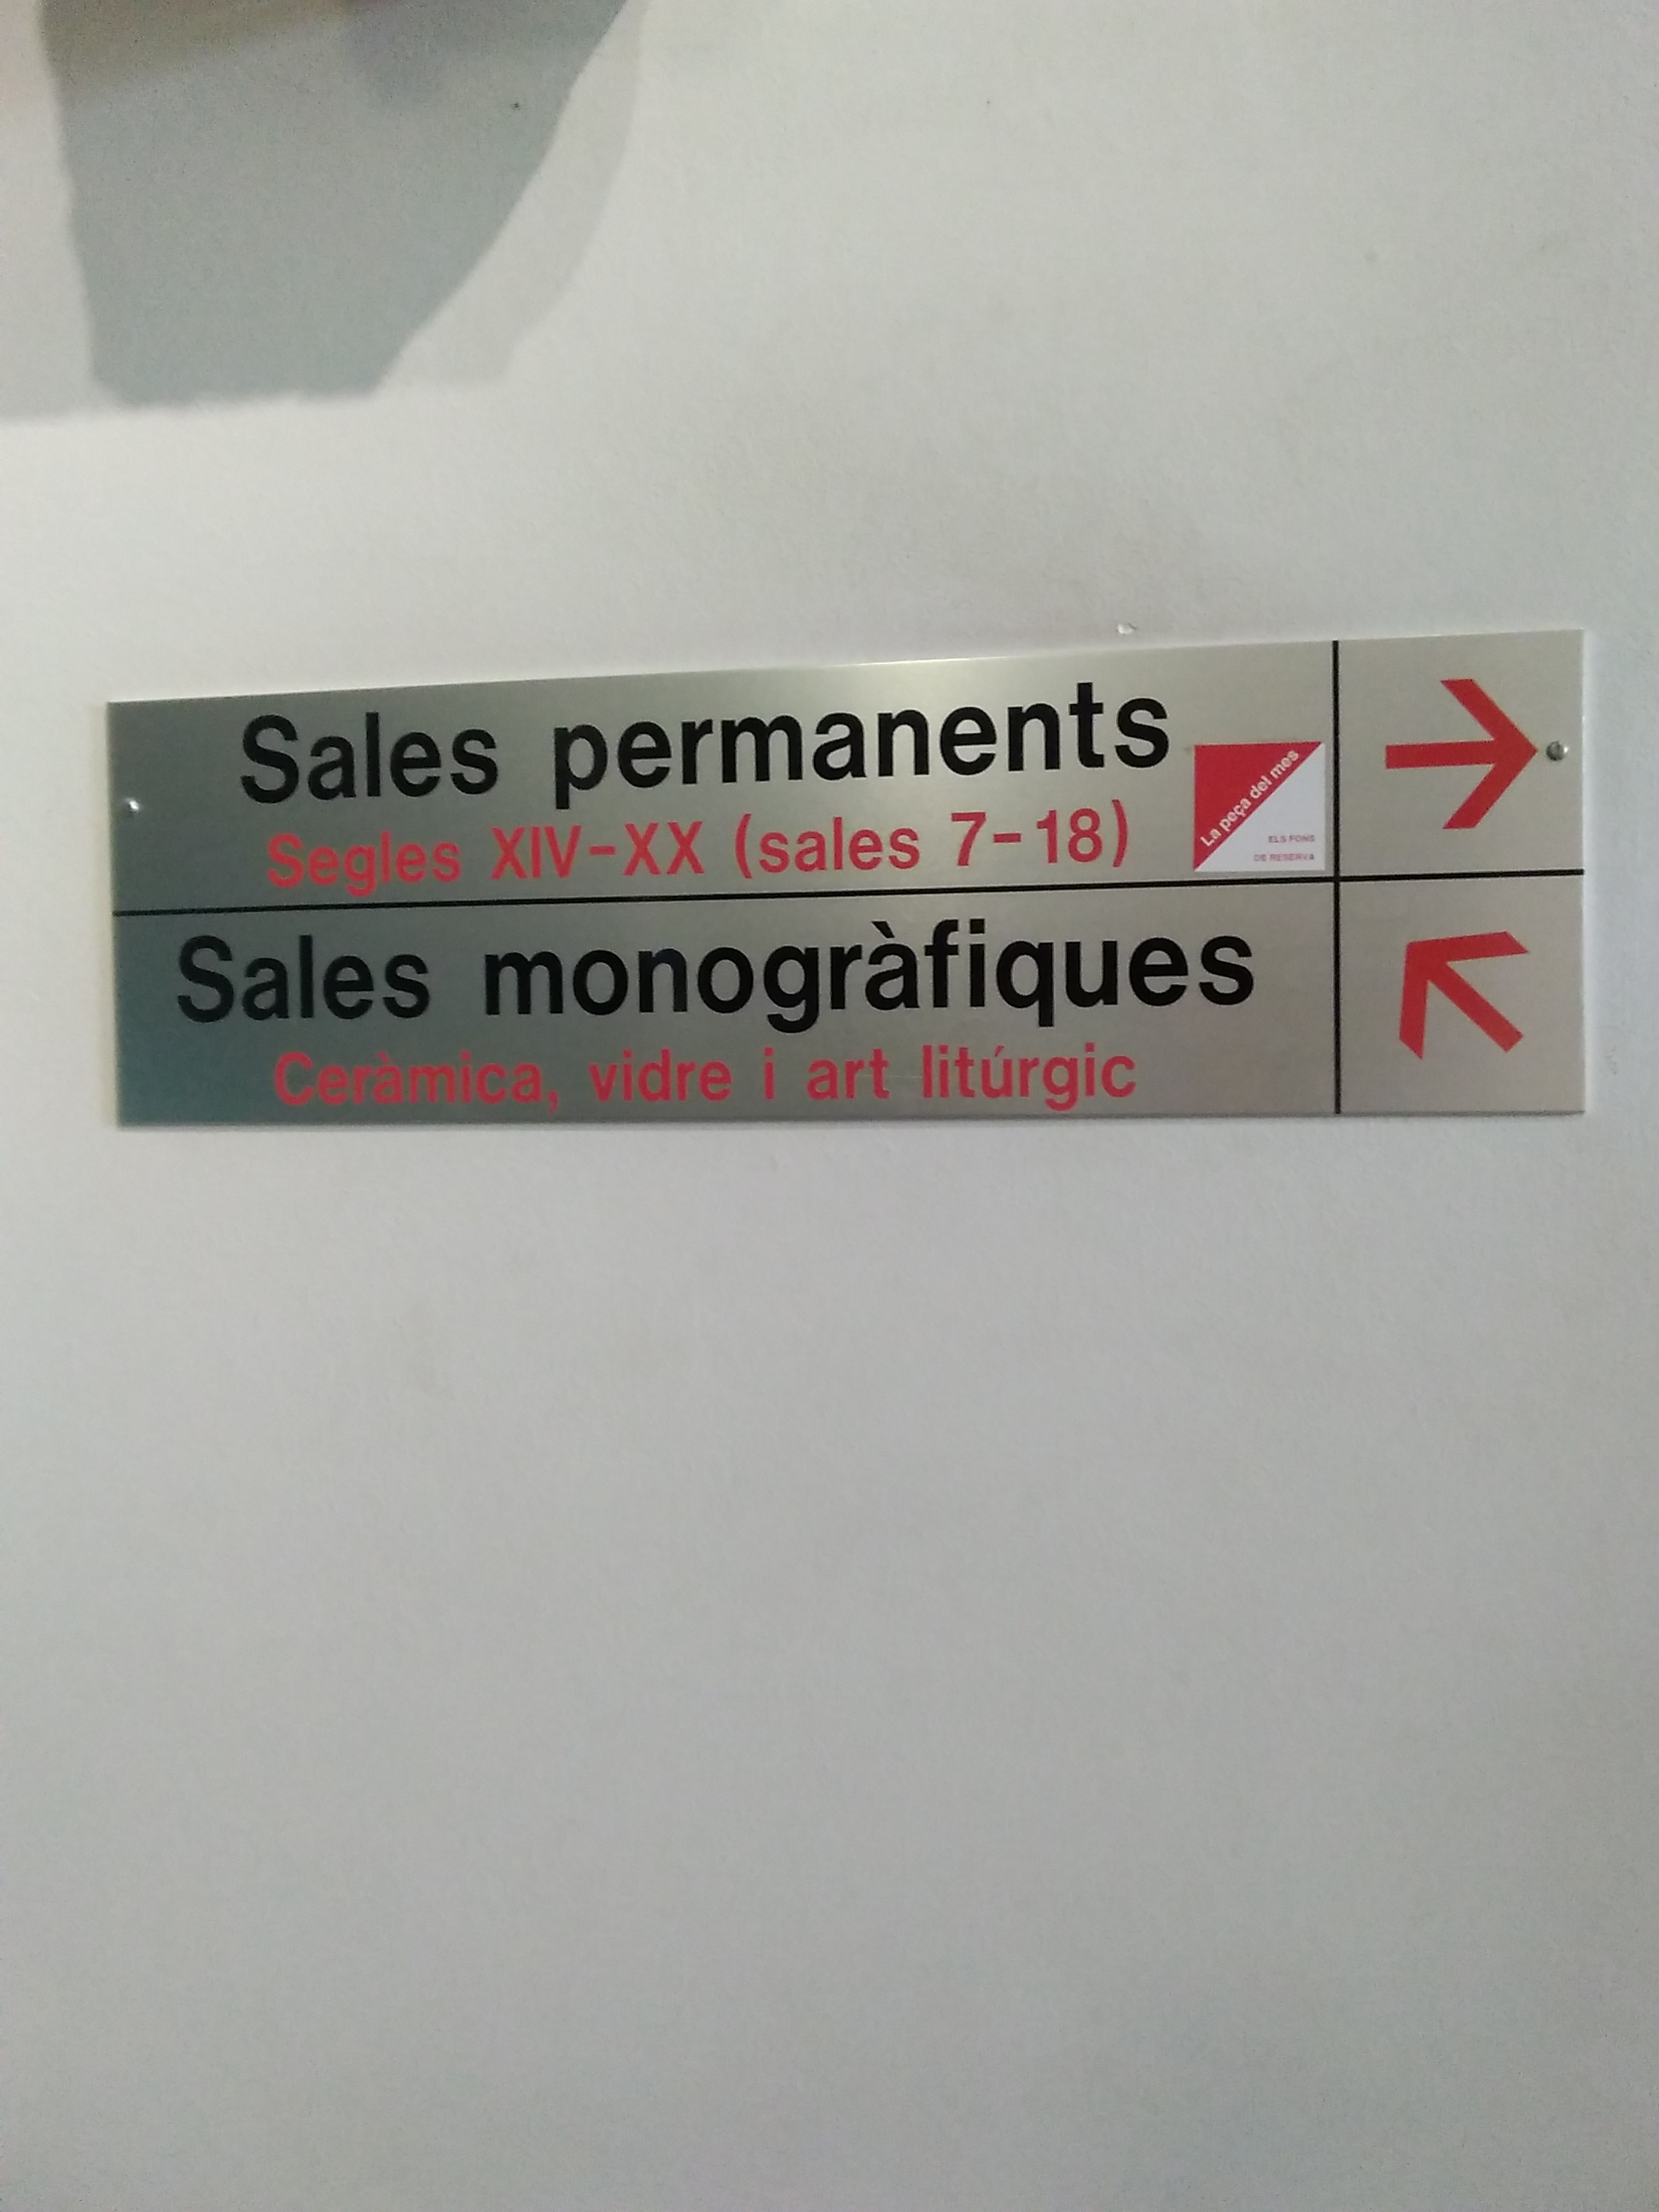 Sales permanents
Segles XIV-XX (sales 7-18)
La peça del mes
ELS FONS
DE RESERVA
Sales monogràfiques
Ceràmica, vidre i art litúrgic